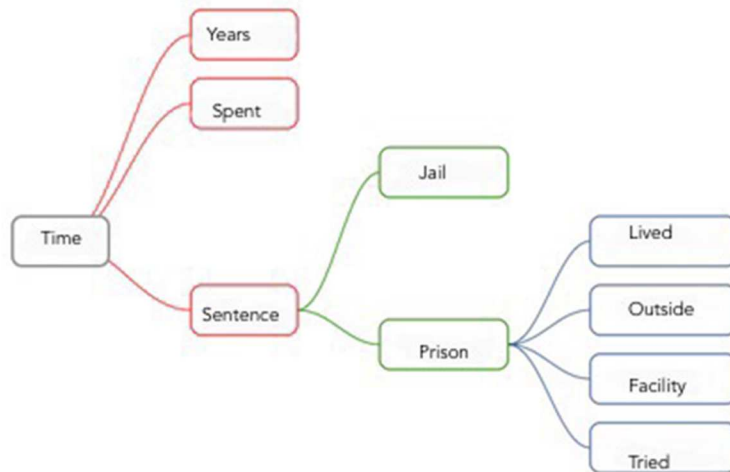 Years
Spent
Jail
Time
Lived
Sentence
Outside
Prison
Facility
Tried